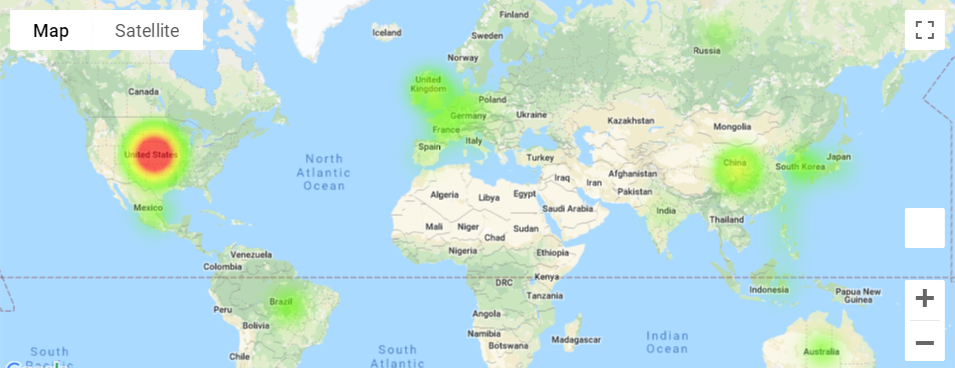 Map Satellite
Finland
Iceland
Sweden
Russia
Norway
United
Kingdom
Canada
Poland
Germany
Ukraine
Kazakhstan
Mongolia
France
Italy
Spain
United States
Turkey
China
South Korea
Japan
North
Atlantic
Ocean
Iraq
Iran
Afghanistan
Pakistan
Algeria
Libya
Egypt
Saudi Arabia
India
Mexico
Thailand
Mali
Niger
Sudan
Chad
Nigeria
Ethiopia
Venezuela
Colombia
Kenya
DRC
Tanzania
Indonesia
Papua New
Guinea
Brazil
Peru
Angola
Bolivia
Namibia
Botswana
Madagascar
Indian
Ocean
South
Pacific
South
Atlantic
Chile
Australia